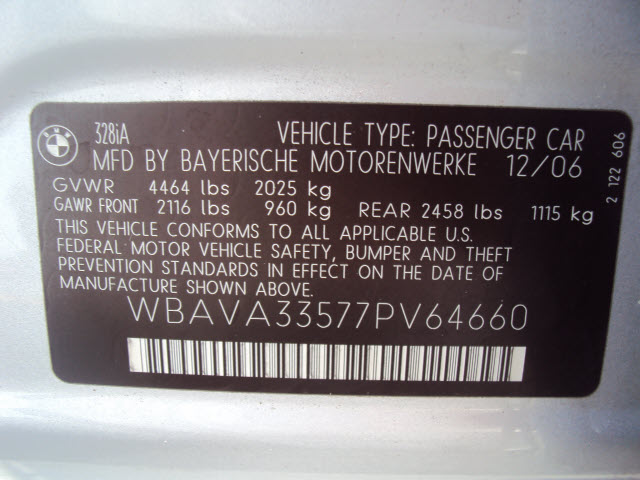 BMW
328iA VEHICLE TYPE: PASSENGER CAR
MFD BY BAYERISCHE MOTORENWERKE 12/06
GVWR 4464 lbs 2025 kg
GAWR FRONT 2116 lbs 960 kg REAR 2458 lbs 1115 kg
THIS VEHICLE CONFORMS TO ALL APPLICABLE U.S.
FEDERAL MOTOR VEHICLE SAFETY, BUMPER AND THEFT
PREVENTION STANDARDS IN EFFECT ON THE DATE OF
MANUFACTURE SHOWN ABOVE.
WBAVA33577PV64660
2 122 606